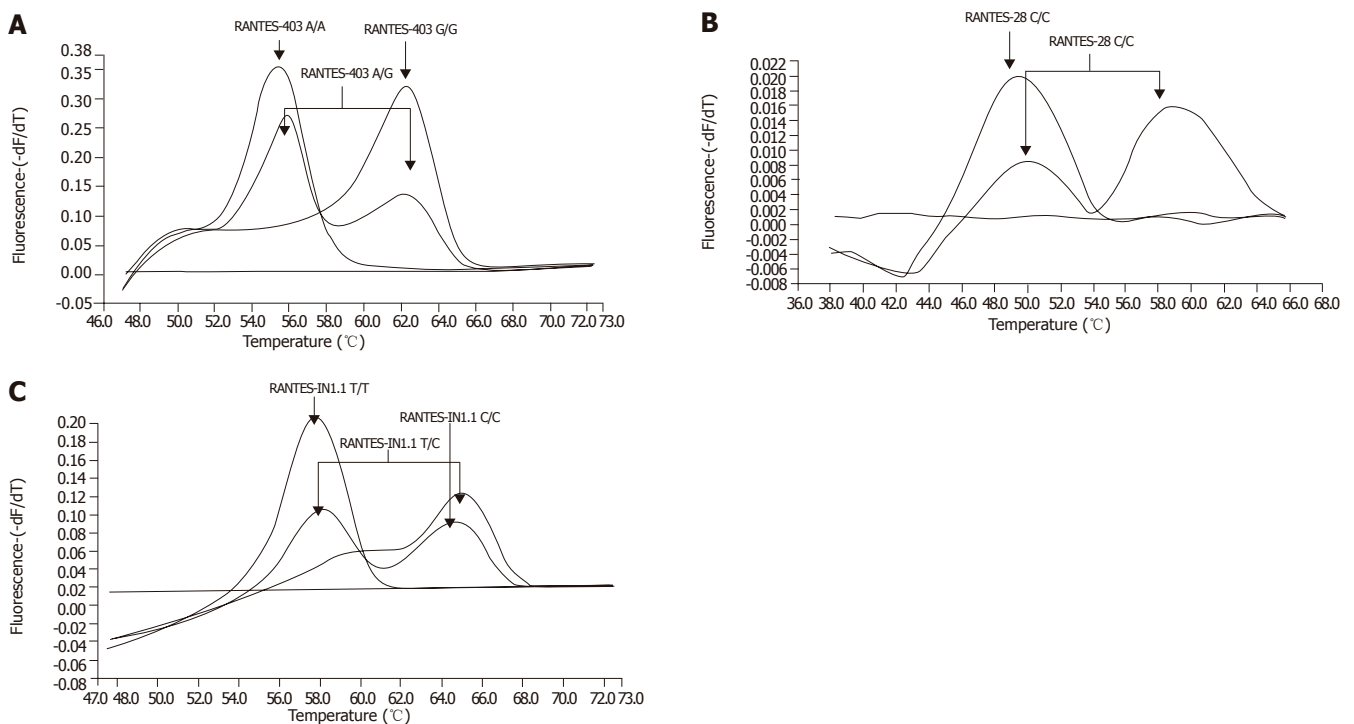 A
RANTES-403 A/A
RANTES-403 G/G
RANTES-403 A/G
Fluorescence-(-dF/dT)
0.38
0.35
0.30
0.25
0.15
0.10
0.05
0.00
-0.05
46.0 48.0 50.0 52.0 54.0 56.0 58.0 60.0 62.0 64.0 66.0 68.0 70.0 72.0 73.0
Temperature (℃)
B
RANTES-28 C/C
RANTES-28 C/C
Fluorescence-(-dF/dT)
0.022
0.020
0.018
0.016
0.014
0.012
0.010
0.008
0.006
0.004
0.002
0.000
-0.002
-0.004
-0.006
-0.008
36.0 38.0 40.0 42.0 44.0 46.0 48.0 50.0 52.0 54.0 56.0 58.0 60.0 62.0 64.0 66.0 68.0
Temperature (℃)
C
RANTES-IN1.1 T/T
RANTES-IN1.1 C/C
RANTES-IN1.1 T/C
Fluorescence-(-dF/dT)
0.20
0.18
0.16
0.14
0.12
0.10
0.08
0.06
0.04
0.02
0.00
-0.02
-0.04
-0.06
-0.08
47.0 48.0 50.0 52.0 54.0 56.0 58.0 60.0 62.0 64.0 66.0 68.0 70.0 72.0 73.0
Temperature (℃)